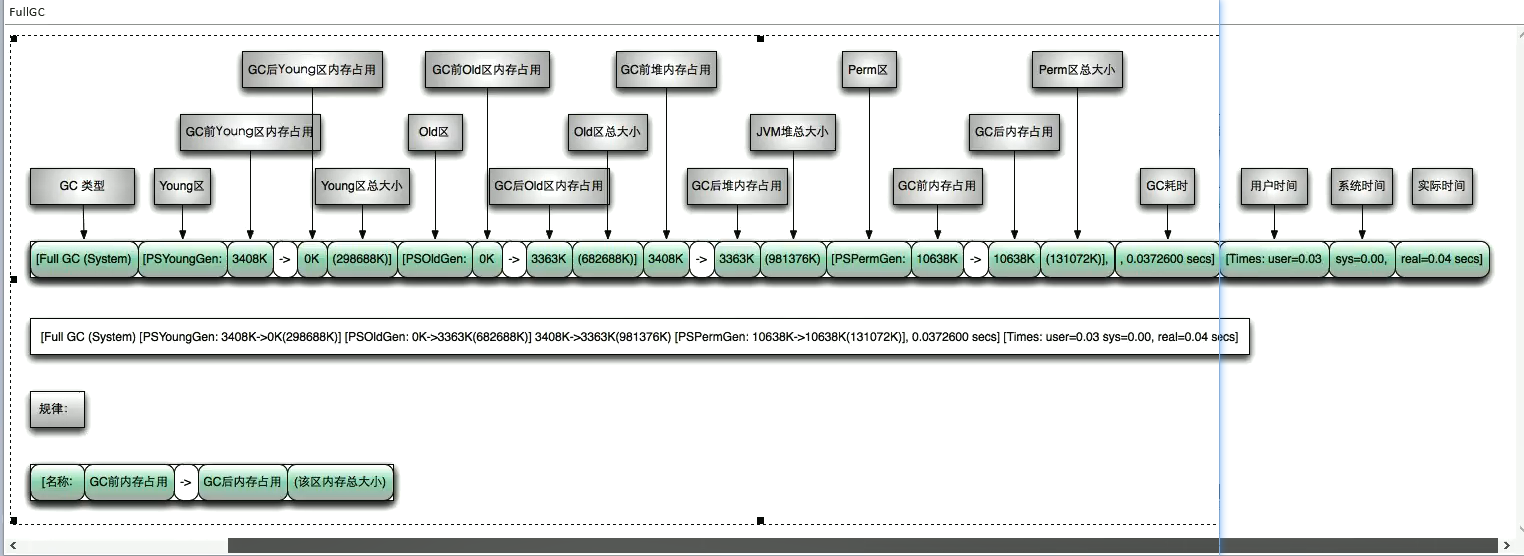 FullGC
GC后Young区内存占用
GC前Old区内存占用
GC前堆内存占用
Perm区
Perm区总大小
GC前Young区内存占用
Old区
Old区总大小
JVM堆总大小
GC后内存占用
GC 类型
Young区
Young区总大小
GC后Old区内存占用
GC后堆内存占用
GC前内存占用
GC耗时
用户时间
系统时间
实际时间
[Full GC (System) [PSYoungGen: 3408K -> 0K (298688K)] [PSOldGen: 0K -> 3363K (682688K)] 3408K -> 3363K (981376K) [PSPermGen: 10638K -> 10638K (131072K)], , 0.0372600 secs] [Times: user=0.03 sys=0.00, real=0.04 secs]
[Full GC (System) [PSYoungGen: 3408K->0K(298688K)] [PSOldGen: 0K->3363K(682688K)] 3408K->3363K(981376K) [PSPermGen: 10638K->10638K(131072K)], 0.0372600 secs] [Times: user=0.03 sys=0.00, real=0.04 secs]
规律:
[名称: GC前内存占用 -> GC后内存占用 (该区内存总大小)